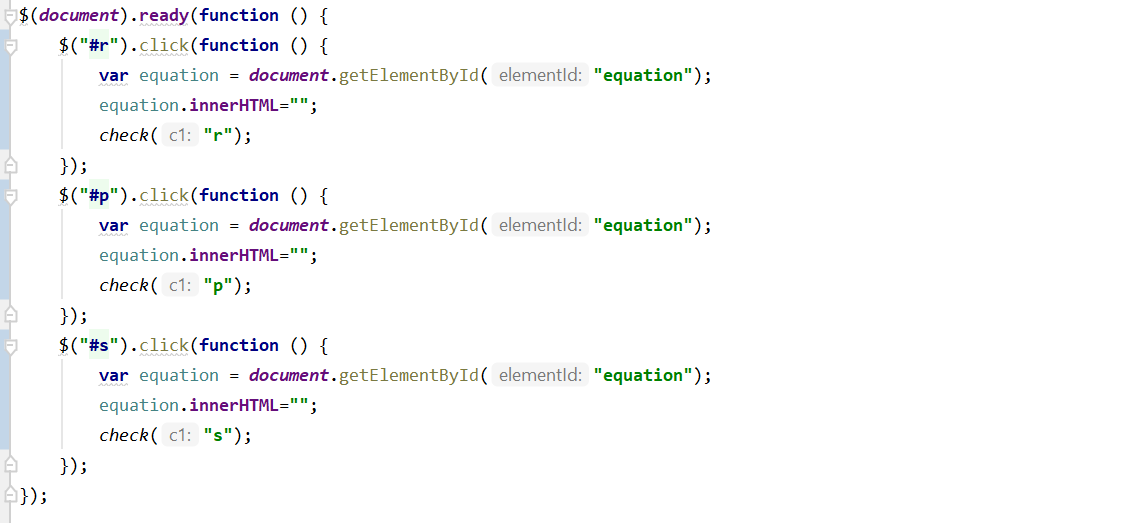 $(document).ready(function () {
$("#r").click(function () {
var equation = document.getElementById( elementId: "equation");
equation.innerHTML="";
check( c1: "r");
});
$("#p").click(function () {
var equation = document.getElementById( elementId: "equation");
equation.innerHTML="";
check( c1: "p");
});
$("#s").click(function () {
var equation = document.getElementById( elementId: "equation");
equation.innerHTML="";
check( c1: "s");
});
});